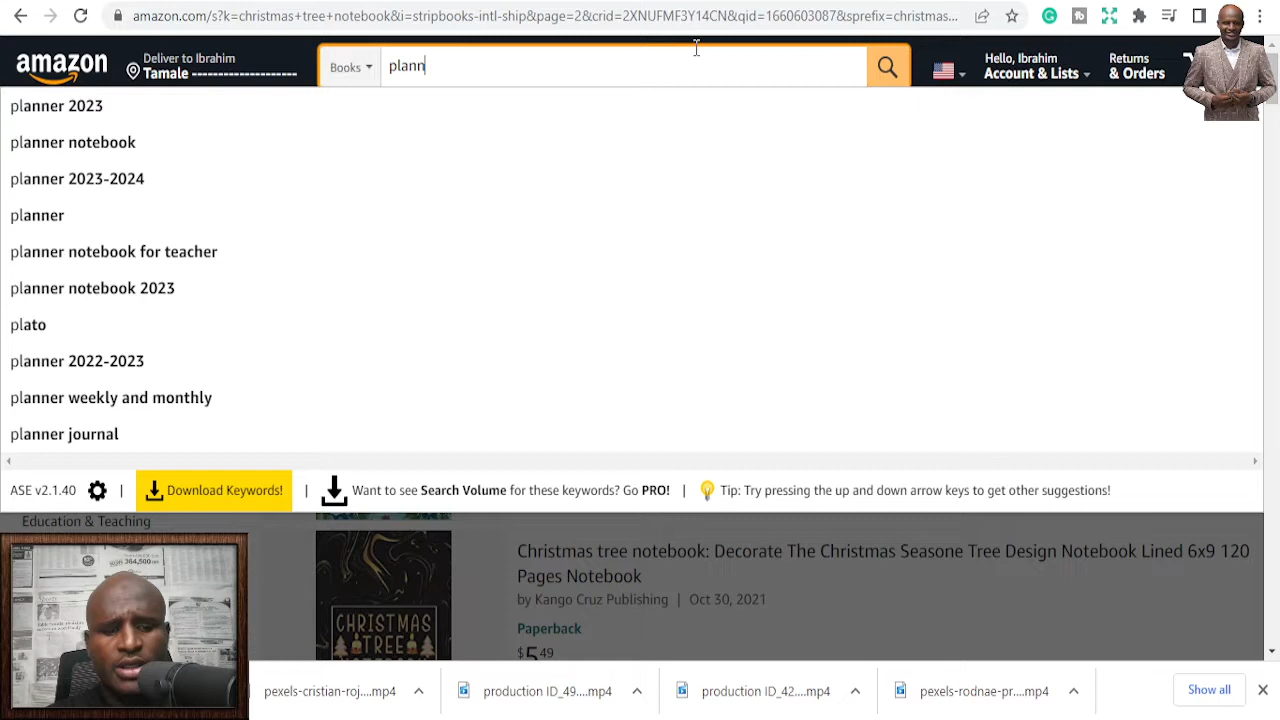 amazon.com/s?k=christmas+tree+notebook&i=stripbooks-intl-ship&page=2&crid=2XNUFMF3Y14CN&qid=1660603087&sprefix=christmas...
amazon
Deliver to Ibrahim
Tamale
Books
plann
Hello, Ibrahim
Account & Lists
Returns
& Orders
planner 2023
planner notebook
planner 2023-2024
planner
planner notebook for teacher
planner notebook 2023
plato
planner 2022-2023
planner weekly and monthly
planner journal
ASE v2.1.40 | Download Keywords! | Want to see Search Volume for these keywords? Go PRO! | Tip: Try pressing the up and down arrow keys to get other suggestions!
Education & Teaching
Christmas tree notebook: Decorate The Christmas Seasone Tree Design Notebook Lined 6x9 120
Pages Notebook
by Kango Cruz Publishing | Oct 30, 2021
CHRISTMAS
TREE
Paperback
$5.49
pexels-cristian-roj....mp4
production ID_49....mp4
production ID_42....mp4
pexels-rodnae-pr....mp4
Show all